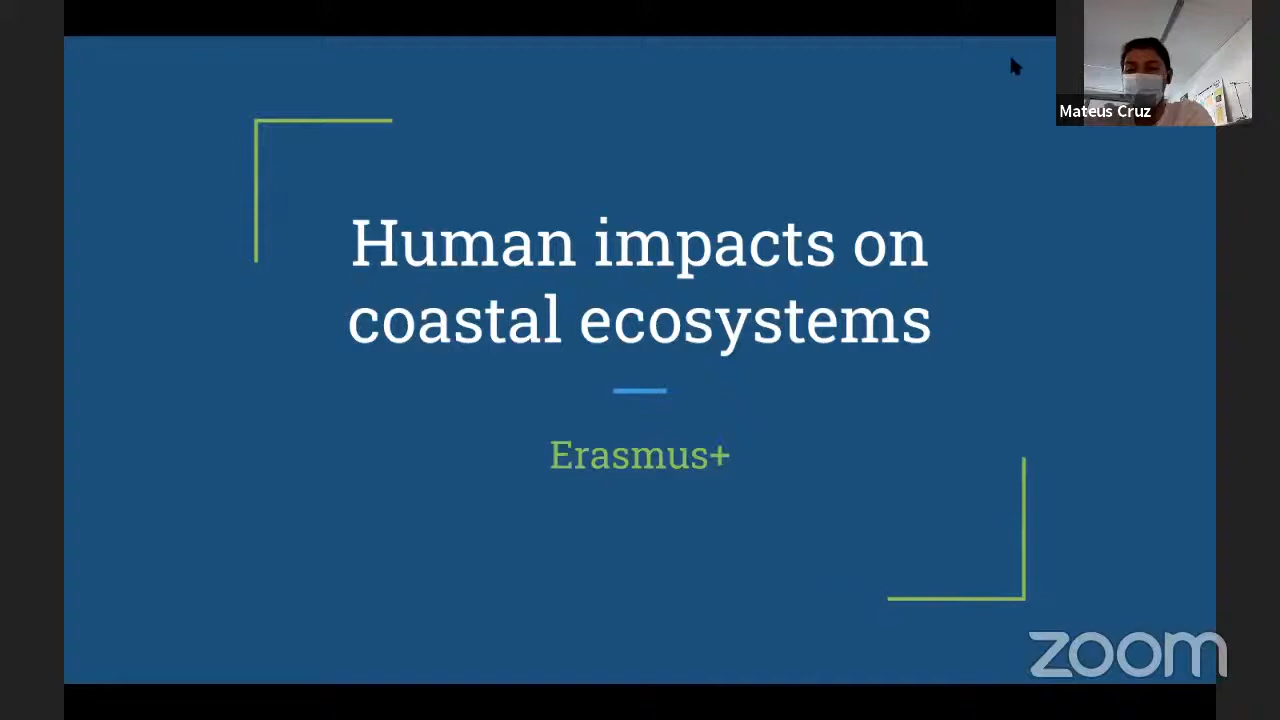 Mateus Cruz
Human impacts on
coastal ecosystems
Erasmus+
zoom